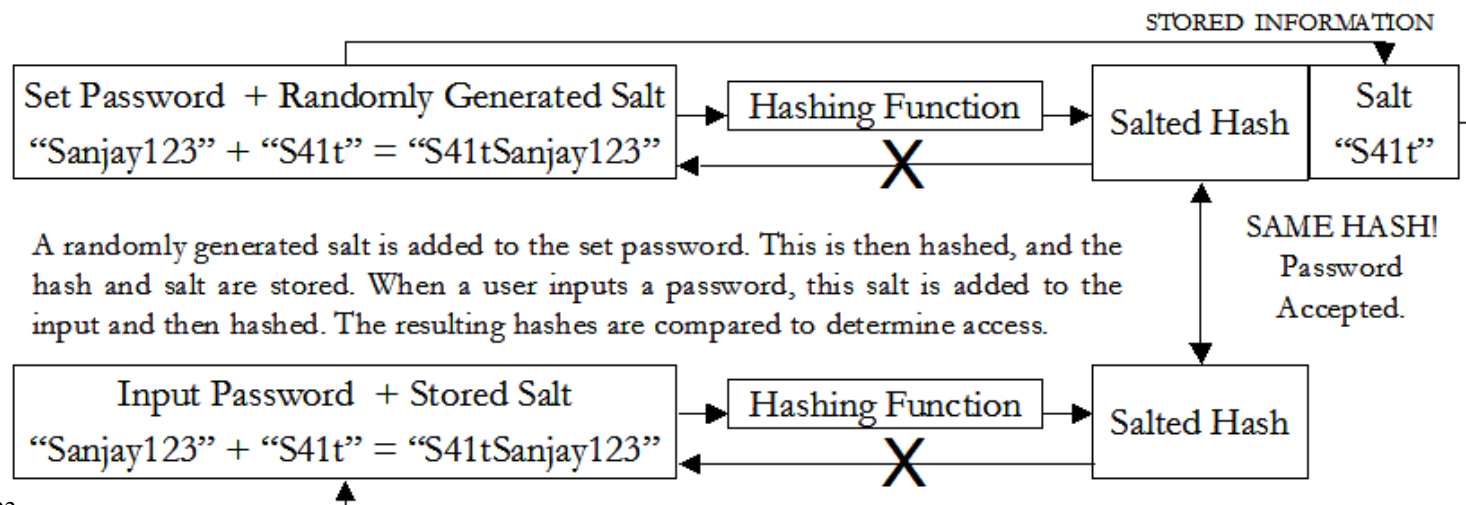 STORED INFORMATION
Set Password + Randomly Generated Salt
“Sanjay123” + “S41t” = “S41tSanjay123”
Hashing Function
Salted Hash
Salt
“S41t”
X
A randomly generated salt is added to the set password. This is then hashed, and the
hash and salt are stored. When a user inputs a password, this salt is added to the
input and then hashed. The resulting hashes are compared to determine access.
SAME HASH!
Password
Accepted.
Input Password + Stored Salt
“Sanjay123” + “S41t” = “S41tSanjay123”
Hashing Function
Salted Hash
X